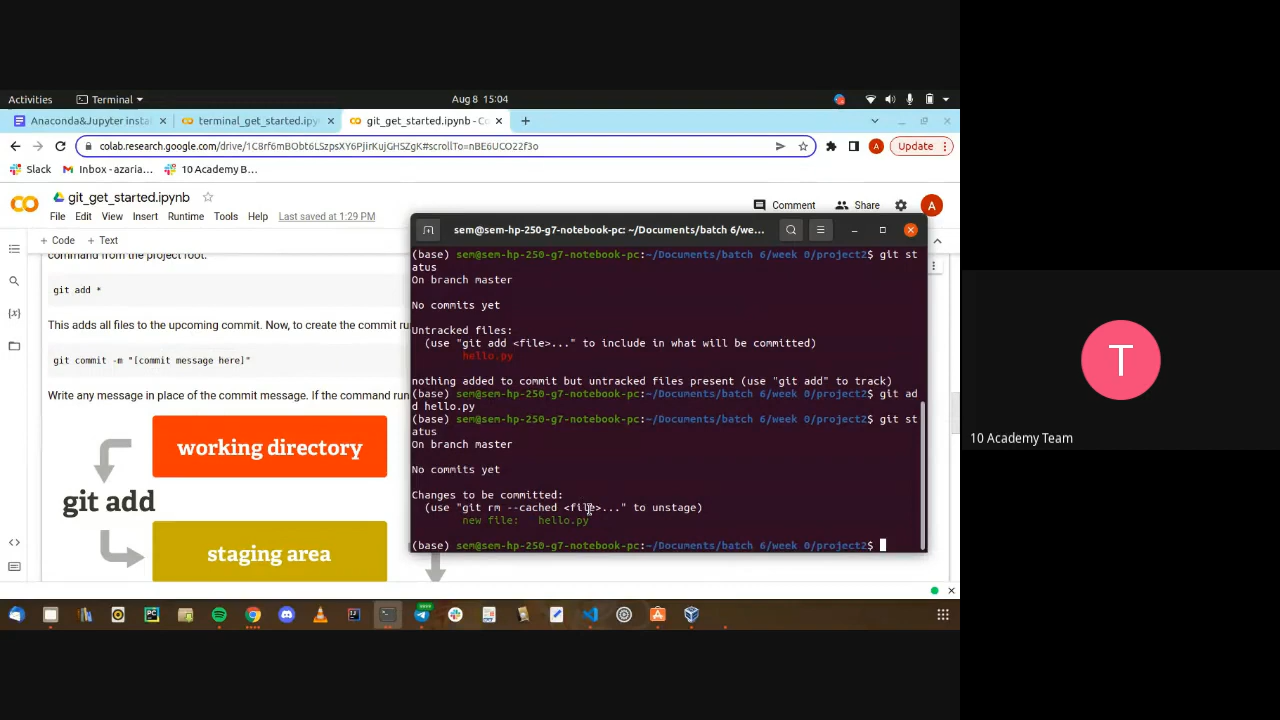 Activities
Terminal
Aug 8 15:04
Anaconda&Jupyter instal
terminal_get_started.ipyn
git_get_started.ipynb - Co
colab.research.google.com/drive/1C8rf6mBObt6LSzpsXY6PjirKujGHSZgK#scrollTo=nBE6UCO22f3o
A
Update
Slack
Inbox - azaria...
10 Academy B...
git_get_started.ipynb
Comment
Share
A
File Edit View Insert Runtime Tools Help Last saved at 1:29 PM
+ Code + Text
command from the project root.
git add *
This adds all files to the upcoming commit. Now, to create the commit ru
git commit -m "[commit message here]"
Write any message in place of the commit message. If the command run
working directory
git add
staging area
sem@sem-hp-250-g7-notebook-pc: ~/Documents/batch 6/we...
(base) sem@sem-hp-250-g7-notebook-pc:~/Documents/batch 6/week 0/project2$ git st
atus
On branch master
No commits yet
Untracked files:
(use "git add <file>..." to include in what will be committed)
hello.py
nothing added to commit but untracked files present (use "git add" to track)
(base) sem@sem-hp-250-g7-notebook-pc:~/Documents/batch 6/week 0/project2$ git ad
d hello.py
(base) sem@sem-hp-250-g7-notebook-pc:~/Documents/batch 6/week 0/project2$ git st
atus
On branch master
No commits yet
Changes to be committed:
(use "git rm --cached <file>..." to unstage)
new file: hello.py
(base) sem@sem-hp-250-g7-notebook-pc:~/Documents/batch 6/week 0/project2$
T
10 Academy Team